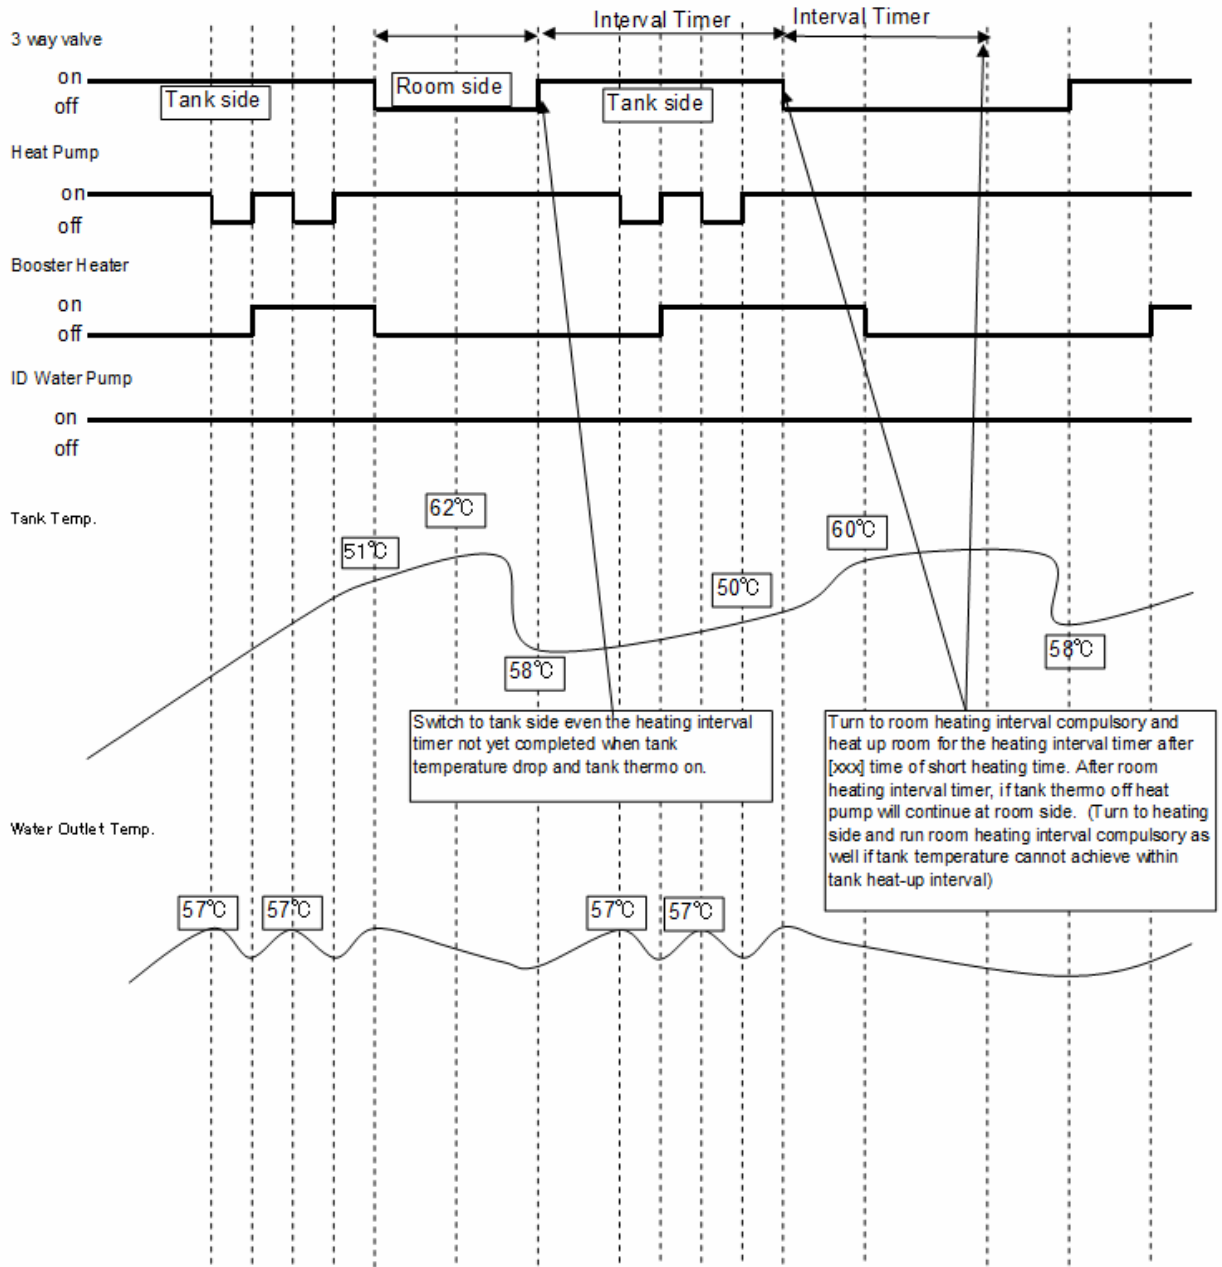 Interval Timer
Interval Timer
3 way valve
on
off
Tank side
Room side
Tank side
Heat Pump
on
off
Booster Heater
on
off
ID Water Pump
on
off
Tank Temp.
62℃
51℃
60℃
50℃
58℃
58℃
Switch to tank side even the heating interval
timer not yet completed when tank
temperature drop and tank thermo on.
Turn to room heating interval compulsory and
heat up room for the heating interval timer after
[xxx] time of short heating time. After room
heating interval timer, if tank thermo off heat
pump will continue at room side. (Turn to heating
side and run room heating interval compulsory as
well if tank temperature cannot achieve within
tank heat-up interval)
Water Outlet Temp.
57℃
57℃
57℃
57℃